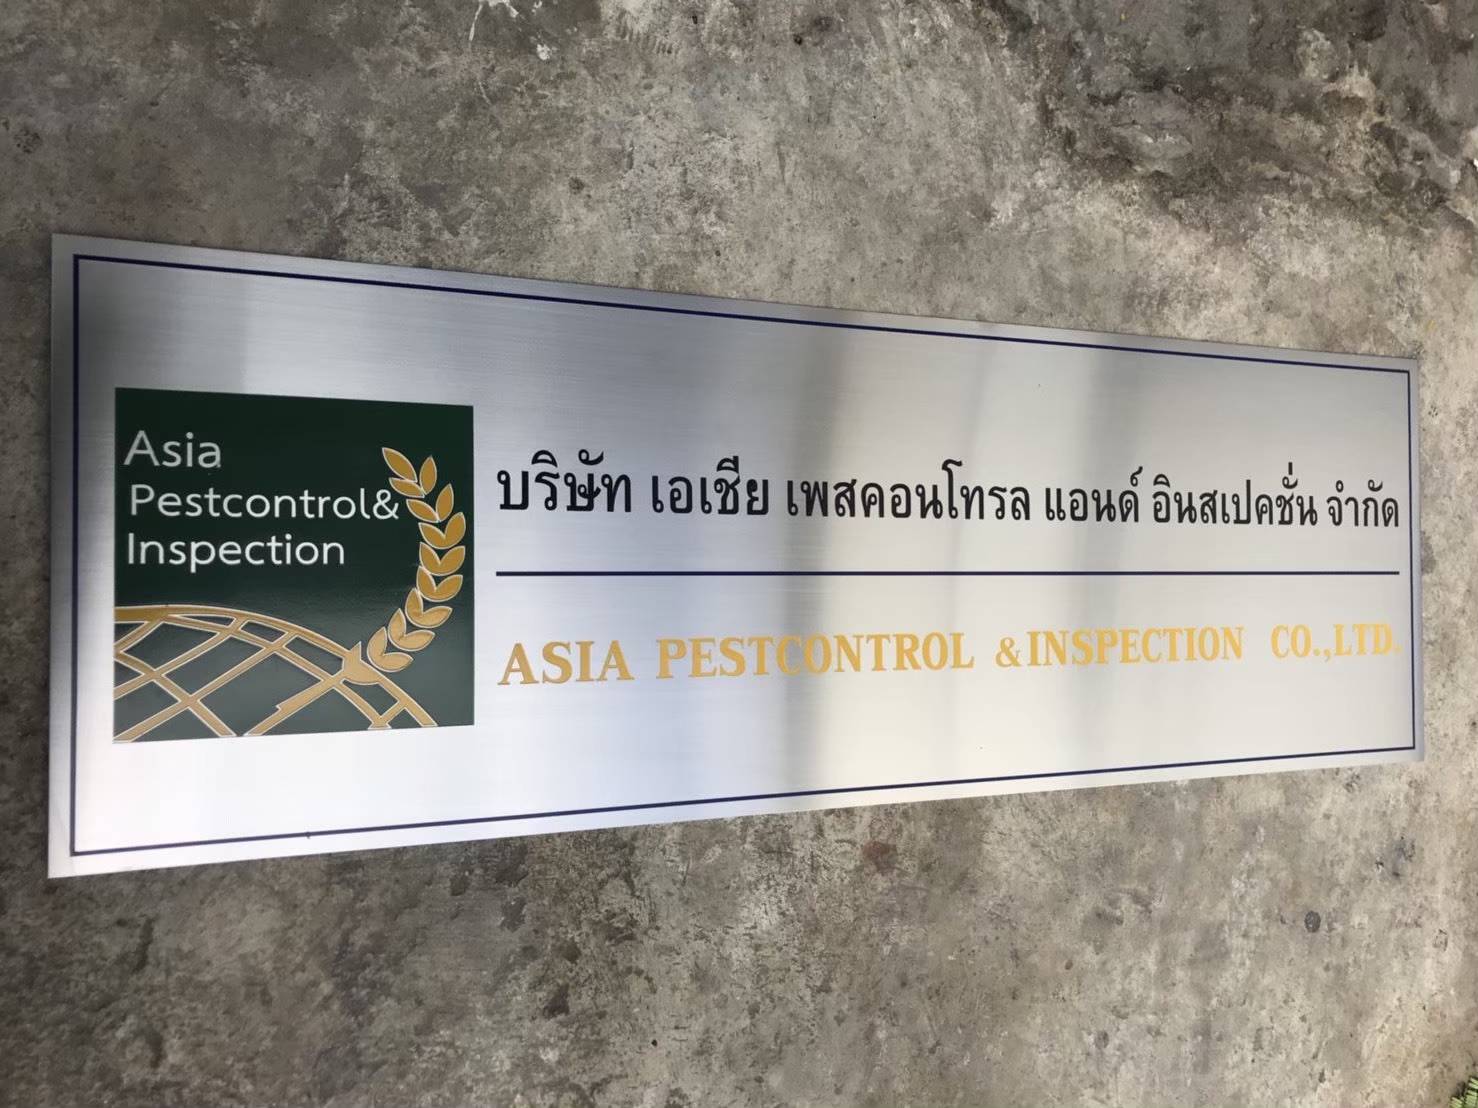 Asia
Pestcontrol&
Inspection
บริษัท เอเชีย เพสคอนโทรล แอนด์ อินสเปคชั่น จำกัด
ASIA PESTCONTROL &INSPECTION CO.,LTD.